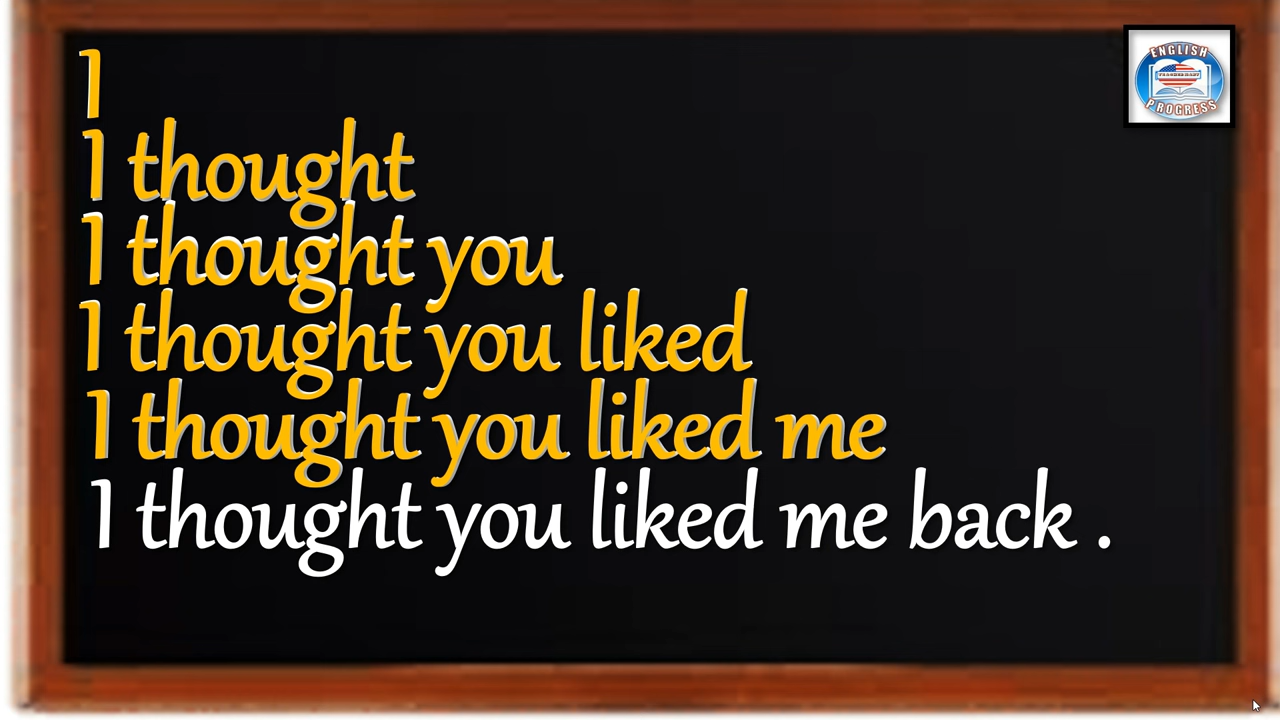 I
I thought
I thought you
I thought you liked
I thought you liked me
I thought you liked me back .
ENGLISH
PROGRESS